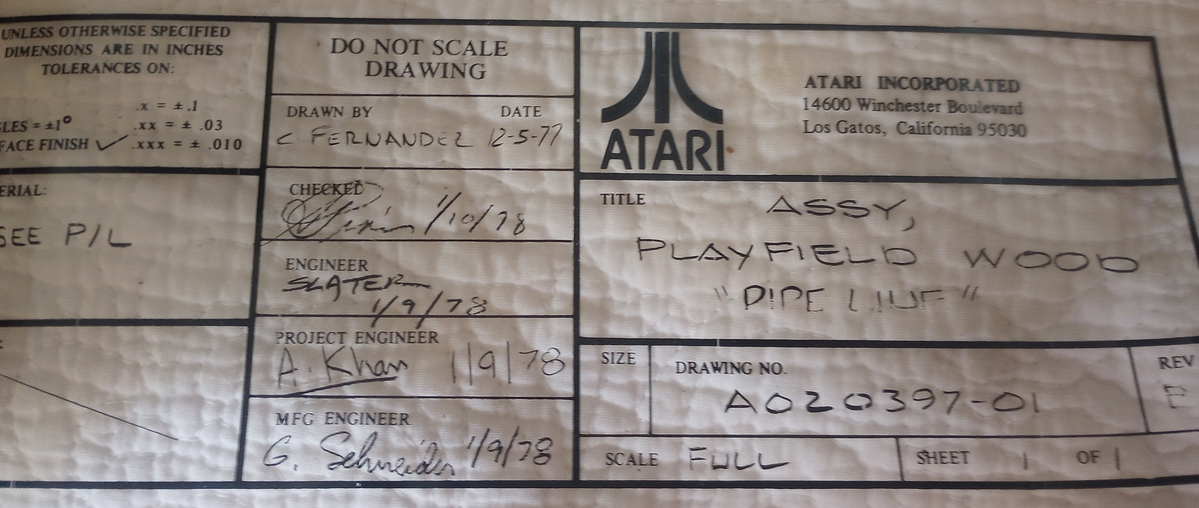 UNLESS OTHERWISE SPECIFIED
DIMENSIONS ARE IN INCHES
TOLERANCES ON:
.x = ± .1
LES = ±1° .xx = ± .03
FACE FINISH ✓ .xxx = ± .010
ERIAL:
SEE P/L
DO NOT SCALE
DRAWING
DRAWN BY DATE
C FERNANDEZ 12-5-77
CHECKED
1/10/78
ENGINEER
SLATER
1/9/78
PROJECT ENGINEER
A. Khan 1/9/78
MFG ENGINEER
G. Schneider 1/9/78
ATARI
ATARI INCORPORATED
14600 Winchester Boulevard
Los Gatos, California 95030
TITLE ASSY,
PLAYFIELD WOOD
"PIPE LINE"
SIZE
DRAWING NO.
A020397-01
REV
SCALE FULL
SHEET 1 OF 1